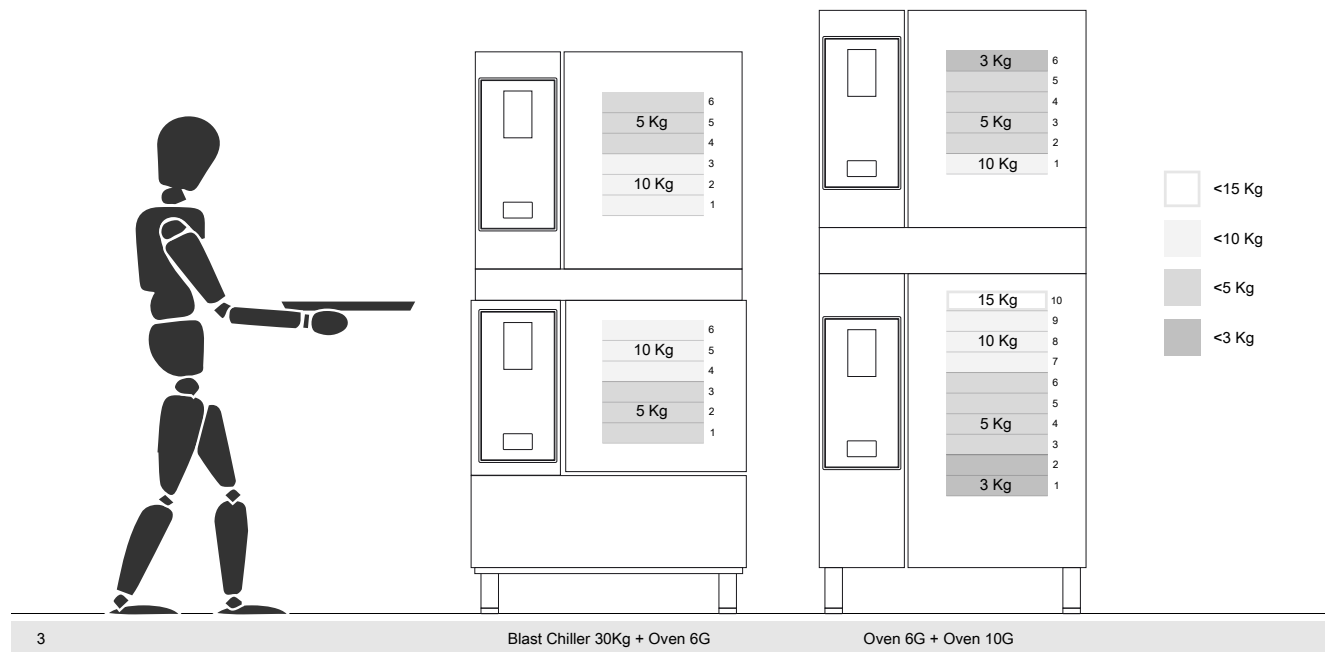 6
5 Kg 5
4
3
10 Kg 2
1
6
10 Kg 5
4
3
5 Kg 2
1
3 Kg 6
5
4
5 Kg 3
2
10 Kg 1
15 Kg 10
9
10 Kg 8
7
6
5
5 Kg 4
3
2
3 Kg 1
<15 Kg
<10 Kg
<5 Kg
<3 Kg
3 Blast Chiller 30Kg + Oven 6G Oven 6G + Oven 10G